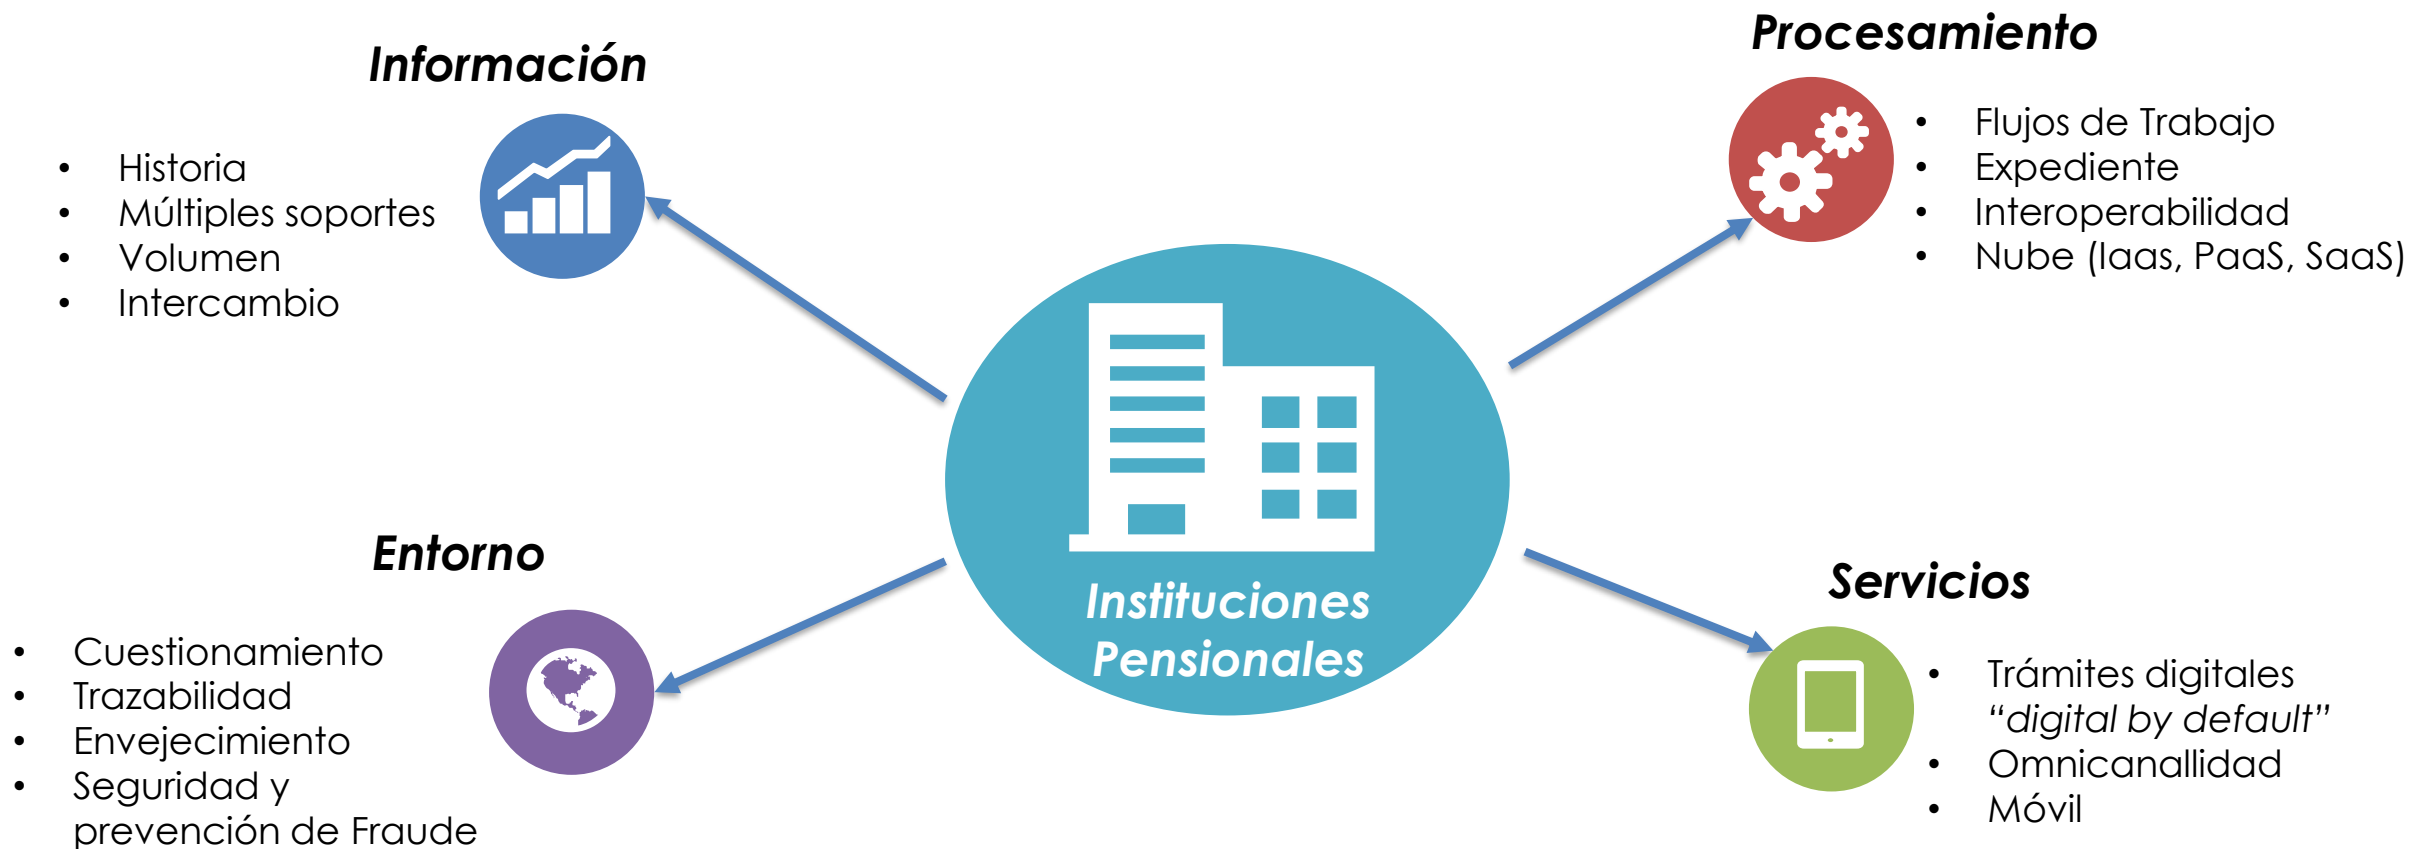 Información
• Historia
• Múltiples soportes
• Volumen
• Intercambio
Procesamiento
• Flujos de Trabajo
• Expediente
• Interoperabilidad
• Nube (Iaas, PaaS, SaaS)
Instituciones
Pensionales
Entorno
• Cuestionamiento
• Trazabilidad
• Envejecimiento
• Seguridad y
prevención de Fraude
Servicios
• Trámites digitales
“digital by default”
• Omnicanallidad
• Móvil